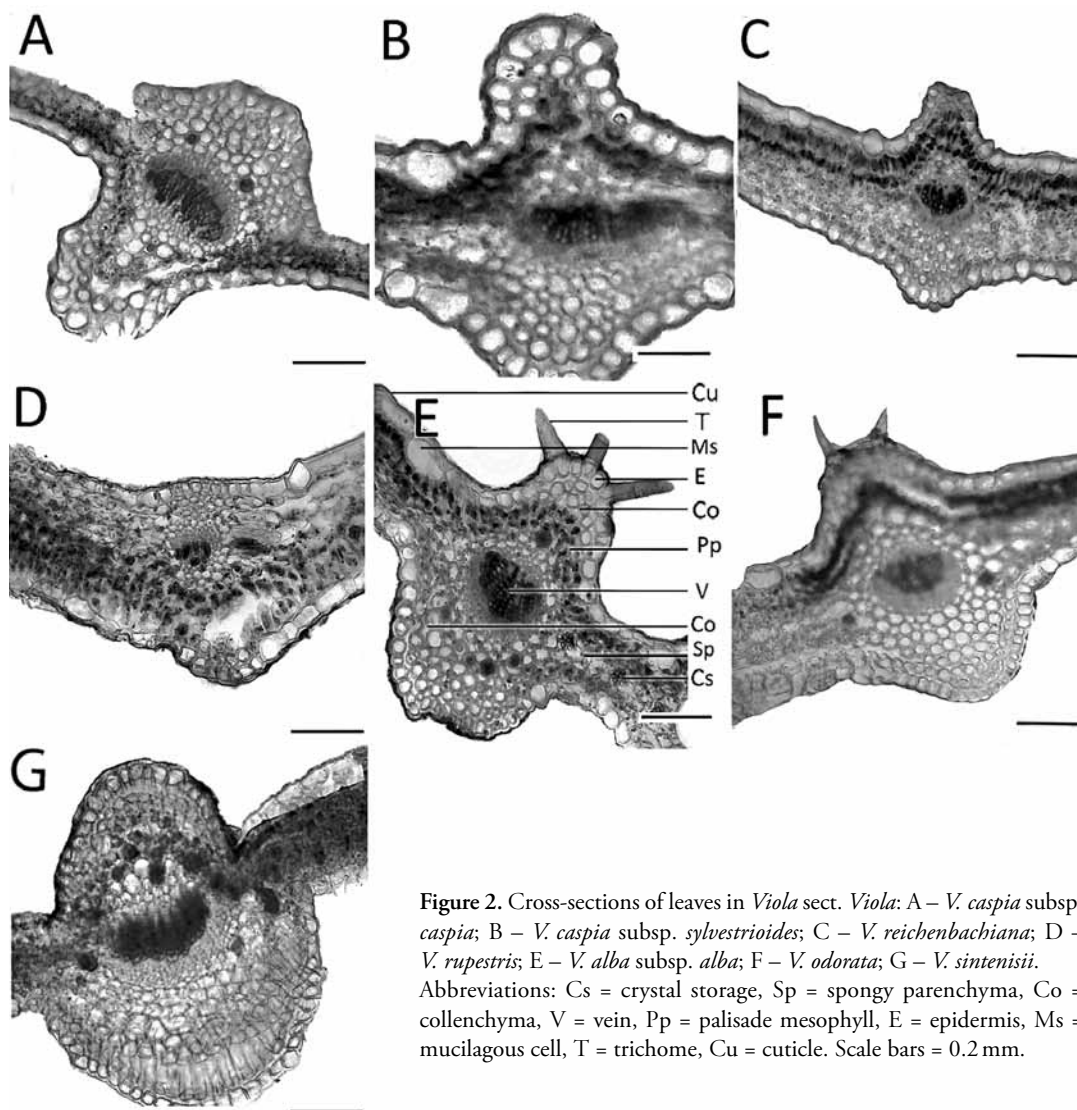 A
B
C
D
E
Cu
T
Ms
E
Co
Pp
V
Co
Sp
Cs
F
G
Figure 2. Cross-sections of leaves in Viola sect. Viola: A – V. caspia subsp
caspia; B – V. caspia subsp. sylvestrioides; C – V. reichenbachiana; D –
V. rupestris; E – V. alba subsp. alba; F – V. odorata; G – V. sintenisii.
Abbreviations: Cs = crystal storage, Sp = spongy parenchyma, Co =
collenchyma, V = vein, Pp = palisade mesophyll, E = epidermis, Ms =
mucilagous cell, T = trichome, Cu = cuticle. Scale bars = 0.2 mm.